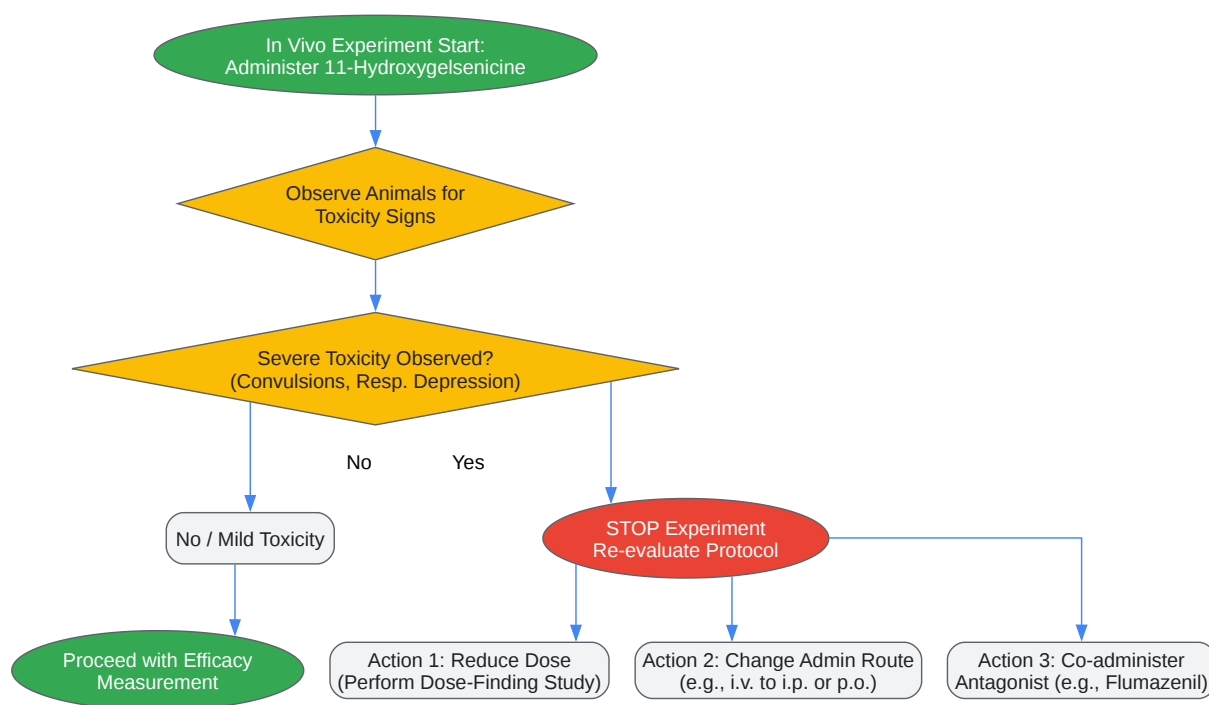 In Vivo Experiment Start:
Administer 11-Hydroxygelsenicine
Observe Animals for
Toxicity Signs
Severe Toxicity Observed?
(Convulsions, Resp. Depression)
No
Yes
No / Mild Toxicity
STOP Experiment
Re-evaluate Protocol
Proceed with Efficacy
Measurement
Action 1: Reduce Dose
(Perform Dose-Finding Study)
Action 2: Change Admin Route
(e.g., i.v. to i.p. or p.o.)
Action 3: Co-administer
Antagonist (e.g., Flumazenil)